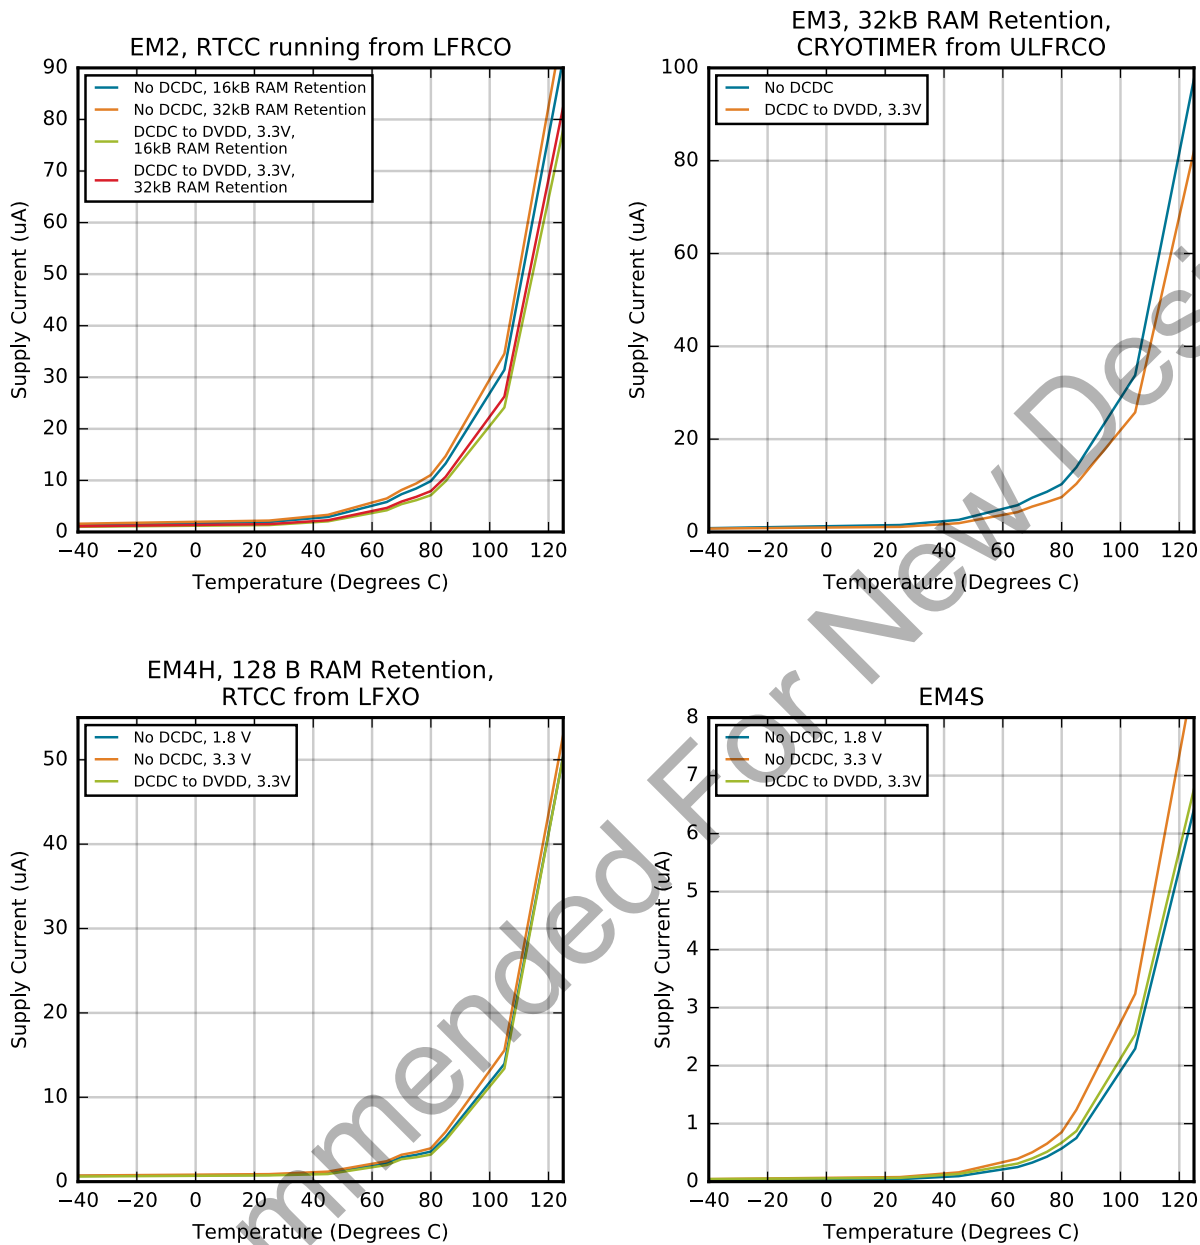 EM2, RTCC running from LFRCO
90
80
70
60
50
40
30
20
10
0
Supply Current (uA)
No DCDC, 16kB RAM Retention
No DCDC, 32kB RAM Retention
DCDC to DVDD, 3.3V,
16kB RAM Retention
DCDC to DVDD, 3.3V,
32kB RAM Retention
−40 −20 0 20 40 60 80 100 120
Temperature (Degrees C)
EM3, 32kB RAM Retention,
CRYOTIMER from ULFRCO
100
80
60
40
20
0
Supply Current (uA)
No DCDC
DCDC to DVDD, 3.3V
−40 −20 0 20 40 60 80 100 120
Temperature (Degrees C)
EM4H, 128 B RAM Retention,
RTCC from LFXO
50
40
30
20
10
0
Supply Current (uA)
No DCDC, 1.8 V
No DCDC, 3.3 V
DCDC to DVDD, 3.3V
−40 −20 0 20 40 60 80 100 120
Temperature (Degrees C)
EM4S
8
7
6
5
4
3
2
1
0
Supply Current (uA)
No DCDC, 1.8 V
No DCDC, 3.3 V
DCDC to DVDD, 3.3V
−40 −20 0 20 40 60 80 100 120
Temperature (Degrees C)
mmended For New Desi